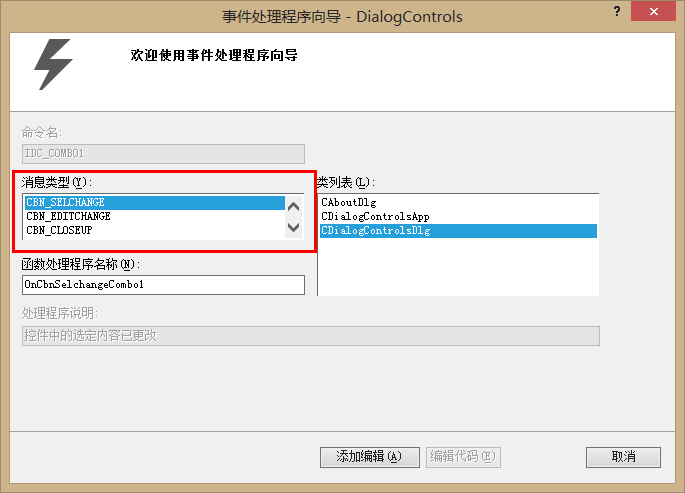 事件处理程序向导 - DialogControls
欢迎使用事件处理程序向导
命令名:
IDC_COMBO1
消息类型(Y):
CBN_SELCHANGE
CBN_EDITCHANGE
CBN_CLOSEUP
类列表(L):
CAboutDlg
CDialogControlsApp
CDialogControlsDlg
函数处理程序名称(N):
OnCbnSelchangeCombo1
处理程序说明:
控件中的选定内容已更改
添加编辑(A)
编辑代码(E)
取消